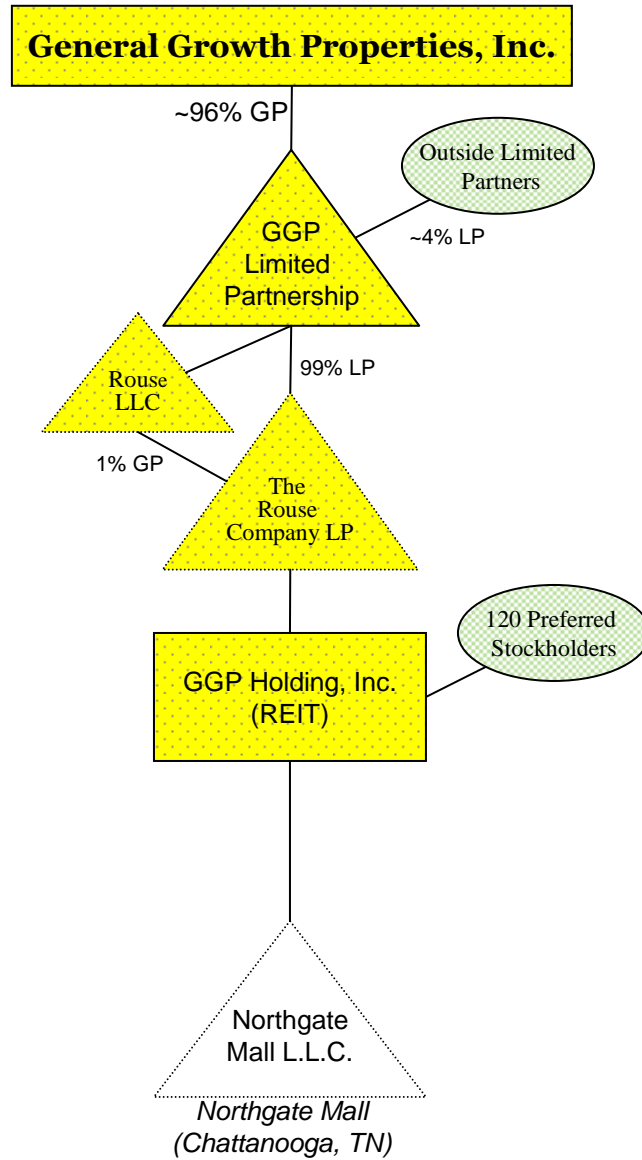 General Growth Properties, Inc.
~96% GP
Outside Limited
Partners
~4% LP
GGP
Limited
Partnership
99% LP
Rouse
LLC
1% GP
The
Rouse
Company LP
120 Preferred
Stockholders
GGP Holding, Inc.
(REIT)
Northgate
Mall L.L.C.
Northgate Mall
(Chattanooga, TN)